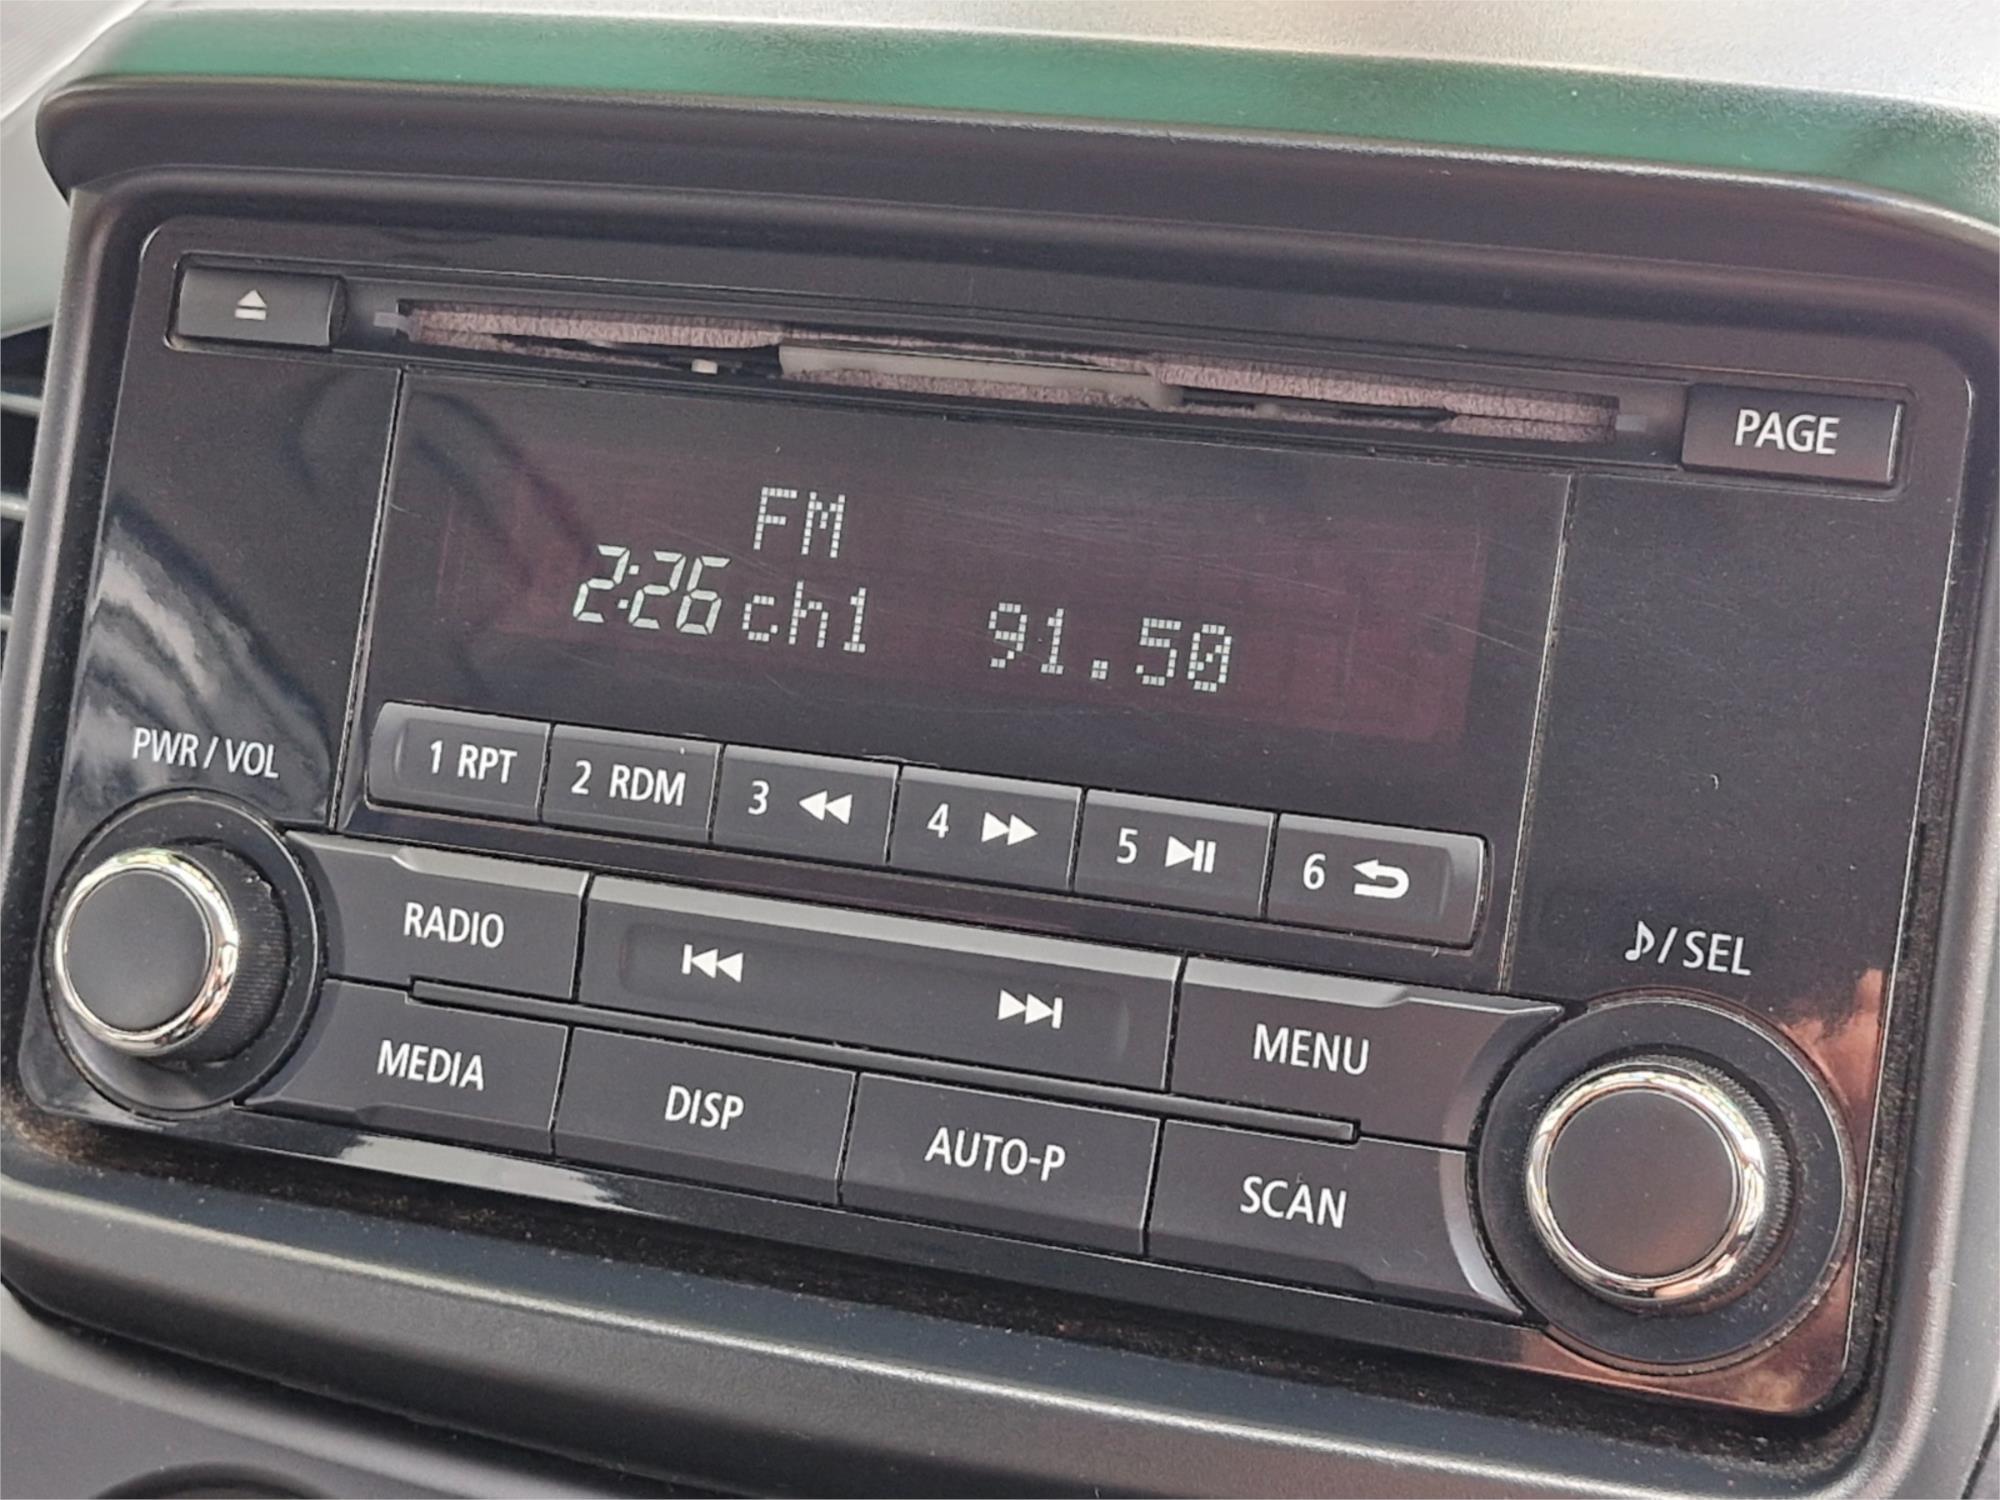 PAGE
FM
2:26 ch1 91.50
PWR / VOL
1 RPT 2 RDM 3 4 5 6
RADIO
♪/ SEL
MENU
MEDIA
DISP
AUTO-P
SCAN